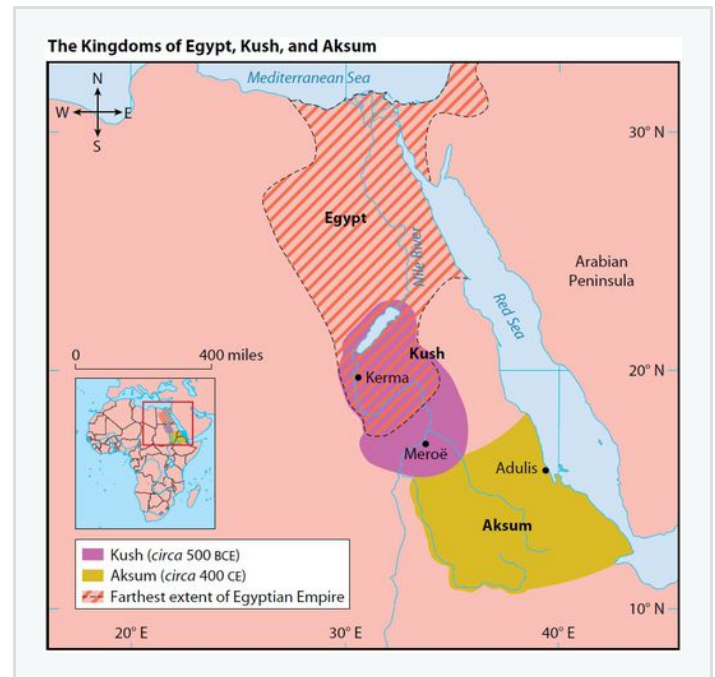 The Kingdoms of Egypt, Kush, and Aksum
N
Mediterranean Sea
W
E
S
30° N
Egypt
Nile River
Arabian
Peninsula
Red Sea
0
400 miles
Kush
20° N
Kerma
Meroë
Adulis
Aksum
Kush (circa 500 BCE)
Aksum (circa 400 CE)
Farthest extent of Egyptian Empire
10° N
20° E
30° E
40° E